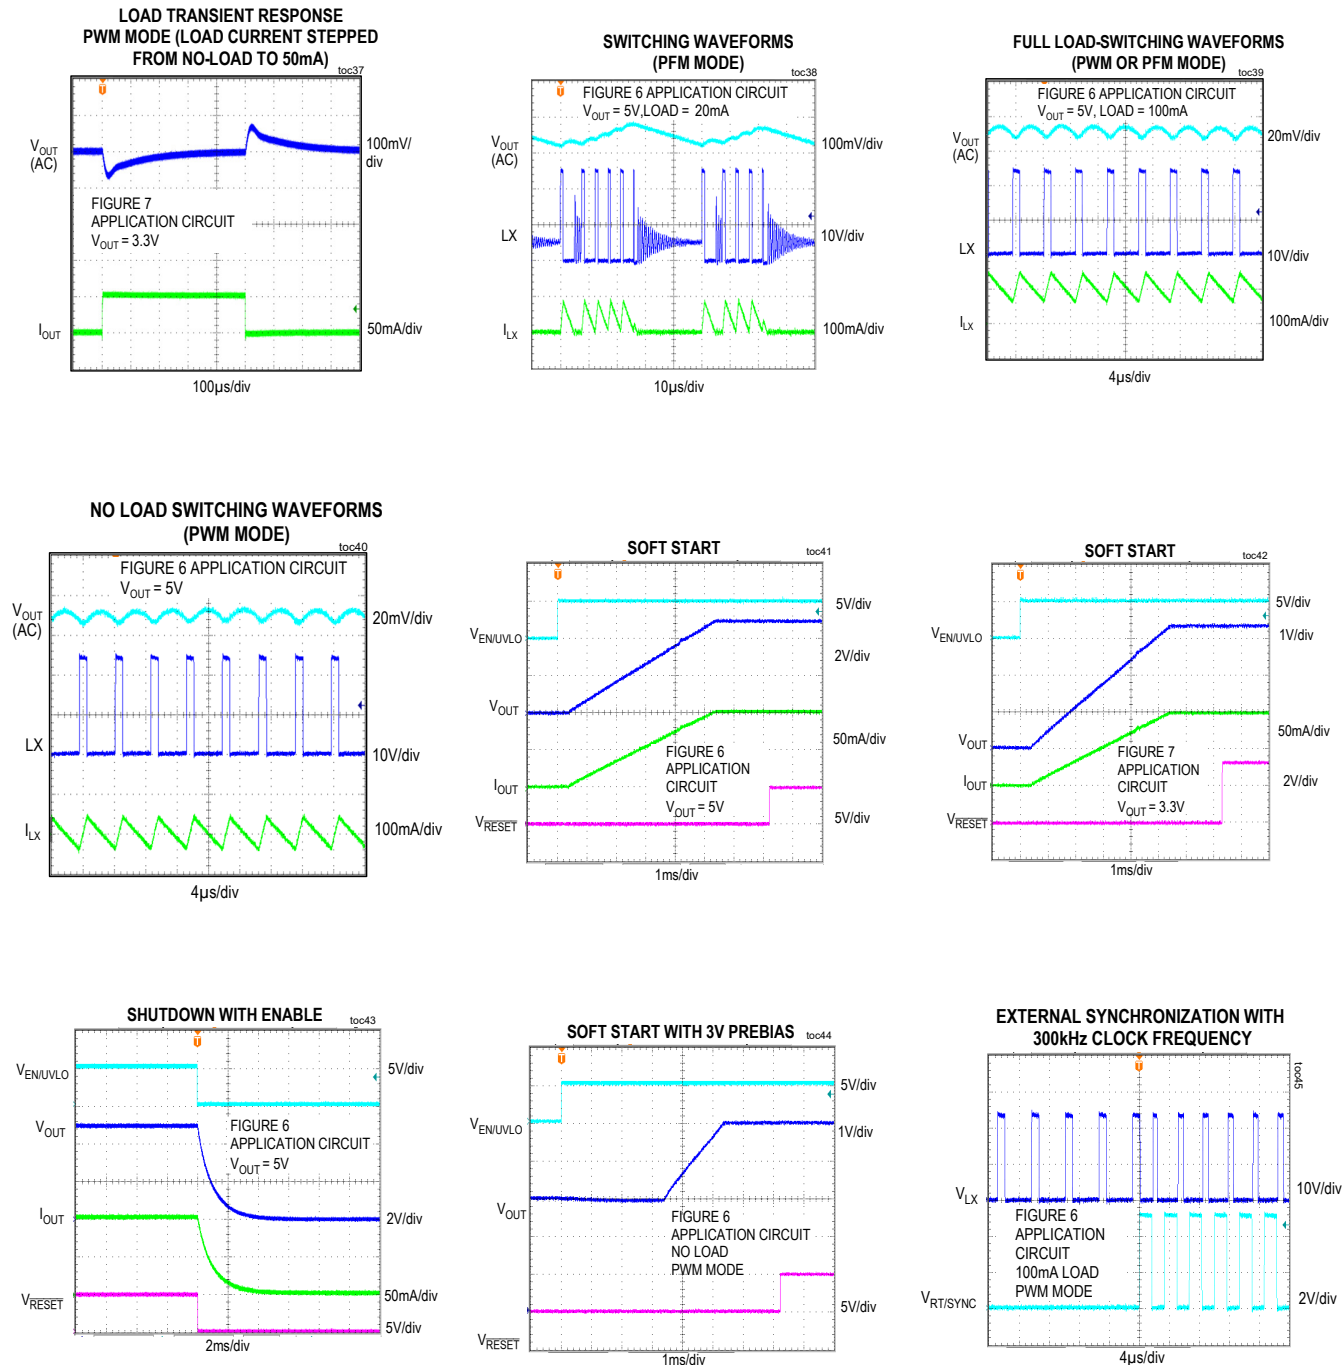 LOAD TRANSIENT RESPONSE
PWM MODE (LOAD CURRENT STEPPED
FROM NO-LOAD TO 50mA)
toc37
VOUT
(AC)
100mV/
div
FIGURE 7
APPLICATION CIRCUIT
VOUT = 3.3V
IOUT
50mA/div
100µs/div
SWITCHING WAVEFORMS
(PFM MODE)
toc38
FIGURE 6 APPLICATION CIRCUIT
VOUT = 5V,LOAD = 20mA
VOUT
(AC)
100mV/div
LX
10V/div
ILX
100mA/div
10µs/div
FULL LOAD-SWITCHING WAVEFORMS
(PWM OR PFM MODE)
toc39
FIGURE 6 APPLICATION CIRCUIT
VOUT = 5V, LOAD = 100mA
VOUT
(AC)
20mV/div
LX
10V/div
ILX
100mA/div
4µs/div
NO LOAD SWITCHING WAVEFORMS
(PWM MODE)
toc40
FIGURE 6 APPLICATION CIRCUIT
VOUT = 5V
VOUT
(AC)
20mV/div
LX
10V/div
ILX
100mA/div
4µs/div
SOFT START
toc41
5V/div
VEN/UVLO
2V/div
VOUT
50mA/div
FIGURE 6
APPLICATION
CIRCUIT
VOUT = 5V
IOUT
VRESET
5V/div
1ms/div
SOFT START
toc42
5V/div
VEN/UVLO
1V/div
VOUT
50mA/div
FIGURE 7
APPLICATION
CIRCUIT
VOUT = 3.3V
IOUT
2V/div
VRESET
1ms/div
SHUTDOWN WITH ENABLE
toc43
VEN/UVLO
5V/div
FIGURE 6
APPLICATION CIRCUIT
VOUT = 5V
VOUT
IOUT
2V/div
VRESET
50mA/div
5V/div
2ms/div
SOFT START WITH 3V PREBIAS
toc44
5V/div
VEN/UVLO
1V/div
VOUT
FIGURE 6
APPLICATION CIRCUIT
NO LOAD
PWM MODE
5V/div
VRESET
1ms/div
EXTERNAL SYNCHRONIZATION WITH
300kHz CLOCK FREQUENCY
toc45
VLX
10V/div
FIGURE 6
APPLICATION
CIRCUIT
100mA LOAD
PWM MODE
VRT/SYNC
2V/div
4µs/div